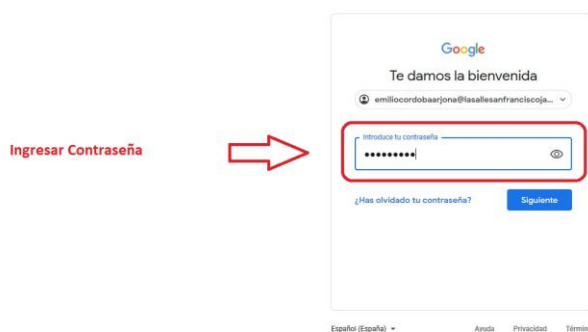 Google
Te damos la bienvenida
emiliocordobaarjona@lasallesanfranciscoja...
Introduce tu contraseña
Ingresar Contraseña
¿Has olvidado tu contraseña?
Siguiente
Español (España)
Ayuda
Privacidad